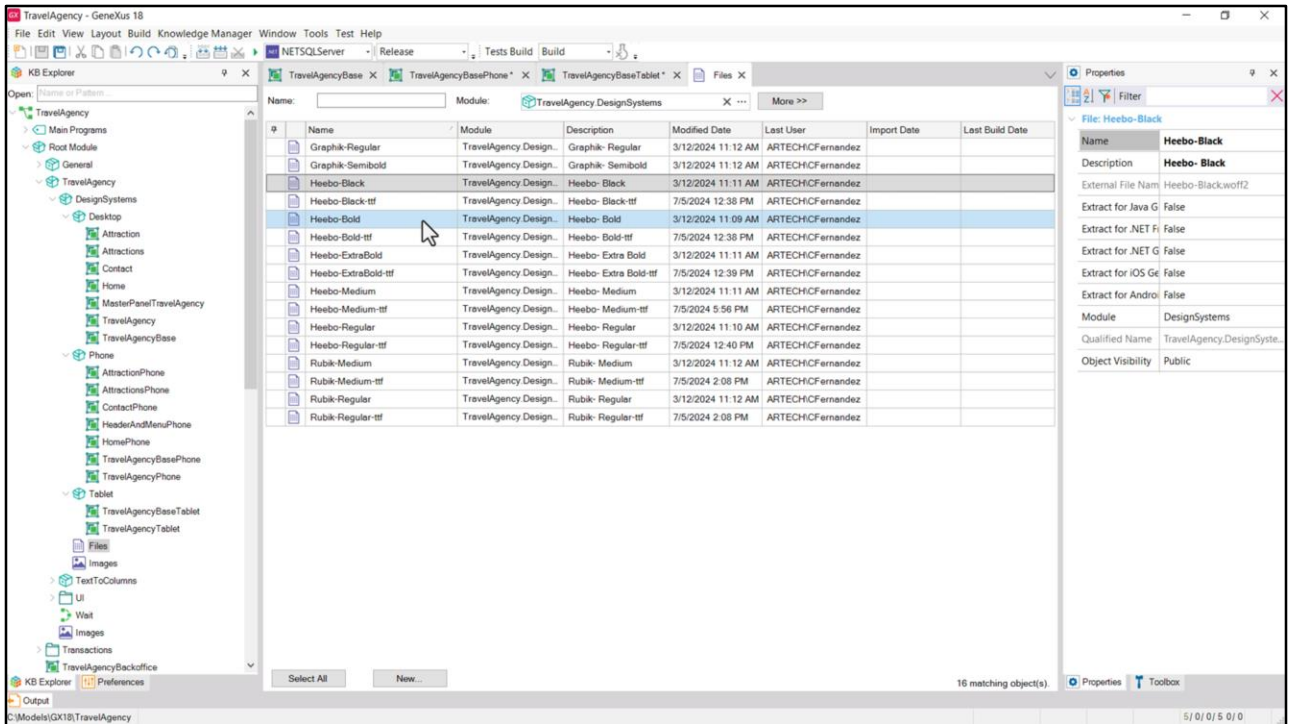 TravelAgency - GeneXus 18
File Edit View Layout Build Knowledge Manager Window Tools Test Help
NETSQLServer Release Tests Build Build
KB Explorer
Open: Name or Pattern...
TravelAgency
Main Programs
Root Module
General
TravelAgency
DesignSystems
Desktop
Attraction
Attractions
Contact
Home
MasterPanelTravelAgency
TravelAgency
TravelAgencyBase
Phone
AttractionPhone
AttractionsPhone
ContactPhone
HeaderAndMenuPhone
HomePhone
TravelAgencyBasePhone
TravelAgencyPhone
Tablet
TravelAgencyBaseTablet
TravelAgencyTablet
Files
Images
TextToColumns
UI
Wait
Images
Transactions
TravelAgencyBackoffice
KB Explorer Preferences
TravelAgencyBase X TravelAgencyBasePhone * X TravelAgencyBaseTablet * X Files X
Name: Module: TravelAgency.DesignSystems X ... More >>
Name Module Description Modified Date Last User Import Date Last Build Date
Graphik-Regular TravelAgency.Design... Graphik- Regular 3/12/2024 11:12 AM ARTECH\CFernandez
Graphik-Semibold TravelAgency.Design... Graphik- Semibold 3/12/2024 11:12 AM ARTECH\CFernandez
Heebo-Black TravelAgency.Design... Heebo- Black 3/12/2024 11:11 AM ARTECH\CFernandez
Heebo-Black-ttf TravelAgency.Design... Heebo- Black-ttf 7/5/2024 12:38 PM ARTECH\CFernandez
Heebo-Bold TravelAgency.Design... Heebo- Bold 3/12/2024 11:09 AM ARTECH\CFernandez
Heebo-Bold-ttf TravelAgency.Design... Heebo- Bold-ttf 7/5/2024 12:38 PM ARTECH\CFernandez
Heebo-ExtraBold TravelAgency.Design... Heebo- Extra Bold 3/12/2024 11:11 AM ARTECH\CFernandez
Heebo-ExtraBold-ttf TravelAgency.Design... Heebo- Extra Bold-ttf 7/5/2024 12:39 PM ARTECH\CFernandez
Heebo-Medium TravelAgency.Design... Heebo- Medium 3/12/2024 11:11 AM ARTECH\CFernandez
Heebo-Medium-ttf TravelAgency.Design... Heebo- Medium-ttf 7/5/2024 5:56 PM ARTECH\CFernandez
Heebo-Regular TravelAgency.Design... Heebo- Regular 3/12/2024 11:10 AM ARTECH\CFernandez
Heebo-Regular-ttf TravelAgency.Design... Heebo- Regular-ttf 7/5/2024 12:40 PM ARTECH\CFernandez
Rubik-Medium TravelAgency.Design... Rubik- Medium 3/12/2024 11:12 AM ARTECH\CFernandez
Rubik-Medium-ttf TravelAgency.Design... Rubik- Medium-ttf 7/5/2024 2:08 PM ARTECH\CFernandez
Rubik-Regular TravelAgency.Design... Rubik- Regular 3/12/2024 11:12 AM ARTECH\CFernandez
Rubik-Regular-ttf TravelAgency.Design... Rubik- Regular-ttf 7/5/2024 2:08 PM ARTECH\CFernandez
Select All New... 16 matching object(s).
Properties
Filter
File: Heebo-Black
Name Heebo-Black
Description Heebo- Black
External File Nam Heebo-Black.woff2
Extract for Java G False
Extract for .NET Fi False
Extract for .NET G False
Extract for iOS Ge False
Extract for Androi False
Module DesignSystems
Qualified Name TravelAgency.DesignSyste...
Object Visibility Public
Properties Toolbox
Output
C:\Models\GX18\TravelAgency 5/ 0/ 0/ 5 0/ 0